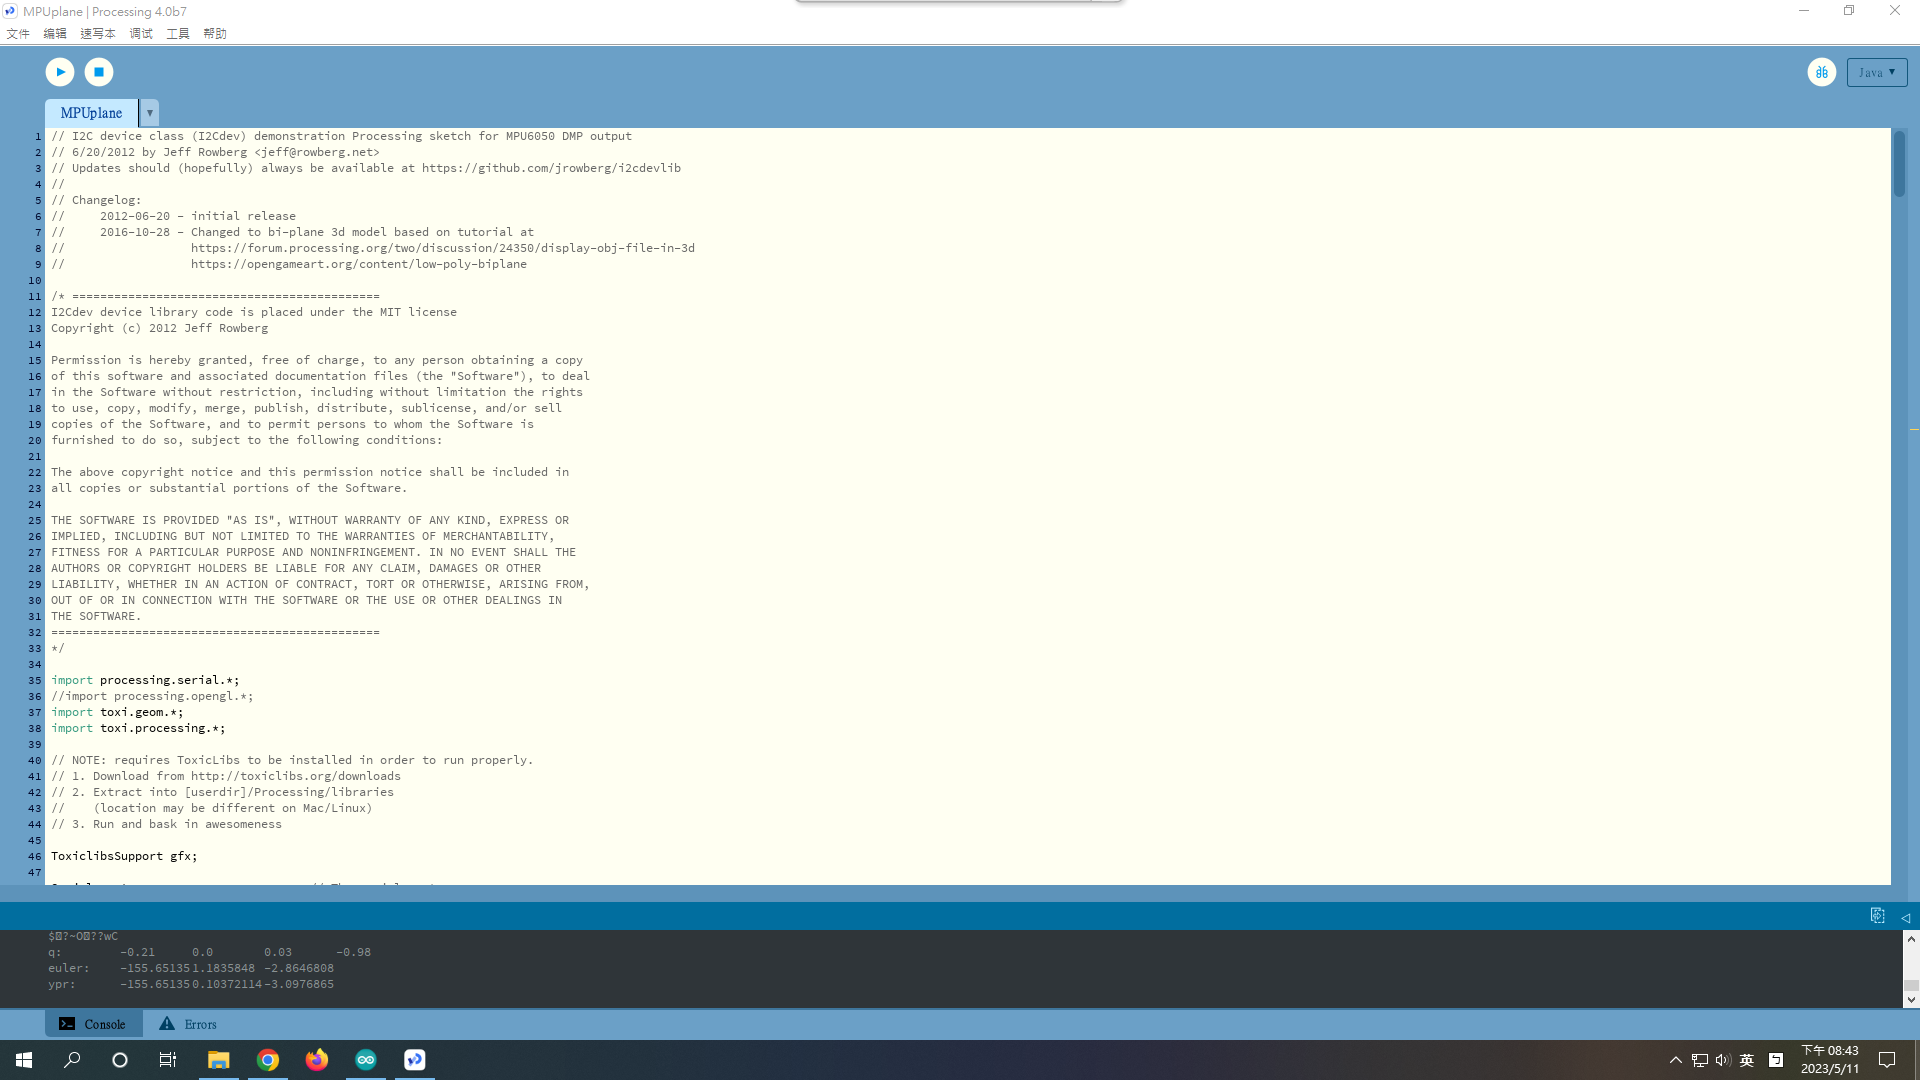 MPUplane | Processing 4.0b7
文件 编辑 速写本 调试 工具 帮助
Java ▼
MPUplane ▼
1 // I2C device class (I2Cdev) demonstration Processing sketch for MPU6050 DMP output
2 // 6/20/2012 by Jeff Rowberg <jeff@rowberg.net>
3 // Updates should (hopefully) always be available at https://github.com/jrowberg/i2cdevlib
4 //
5 // Changelog:
6 //     2012-06-20 - initial release
7 //     2016-10-28 - Changed to bi-plane 3d model based on tutorial at
8 //                  https://forum.processing.org/two/discussion/24350/display-obj-file-in-3d
9 //                  https://opengameart.org/content/low-poly-biplane
10
11 /* ============================================
12 I2Cdev device library code is placed under the MIT license
13 Copyright (c) 2012 Jeff Rowberg
14
15 Permission is hereby granted, free of charge, to any person obtaining a copy
16 of this software and associated documentation files (the "Software"), to deal
17 in the Software without restriction, including without limitation the rights
18 to use, copy, modify, merge, publish, distribute, sublicense, and/or sell
19 copies of the Software, and to permit persons to whom the Software is
20 furnished to do so, subject to the following conditions:
21
22 The above copyright notice and this permission notice shall be included in
23 all copies or substantial portions of the Software.
24
25 THE SOFTWARE IS PROVIDED "AS IS", WITHOUT WARRANTY OF ANY KIND, EXPRESS OR
26 IMPLIED, INCLUDING BUT NOT LIMITED TO THE WARRANTIES OF MERCHANTABILITY,
27 FITNESS FOR A PARTICULAR PURPOSE AND NONINFRINGEMENT. IN NO EVENT SHALL THE
28 AUTHORS OR COPYRIGHT HOLDERS BE LIABLE FOR ANY CLAIM, DAMAGES OR OTHER
29 LIABILITY, WHETHER IN AN ACTION OF CONTRACT, TORT OR OTHERWISE, ARISING FROM,
30 OUT OF OR IN CONNECTION WITH THE SOFTWARE OR THE USE OR OTHER DEALINGS IN
31 THE SOFTWARE.
32 ===============================================
33 */
34
35 import processing.serial.*;
36 //import processing.opengl.*;
37 import toxi.geom.*;
38 import toxi.processing.*;
39
40 // NOTE: requires ToxicLibs to be installed in order to run properly.
41 // 1. Download from http://toxiclibs.org/downloads
42 // 2. Extract into [userdir]/Processing/libraries
43 //    (location may be different on Mac/Linux)
44 // 3. Run and bask in awesomeness
45
46 ToxiclibsSupport gfx;
47
q: -0.21 0.0 0.03 -0.98
euler: -155.65135 1.1835848 -2.8646808
ypr: -155.65135 0.10372114 -3.0976865
Console Errors
英
下午 08:43
2023/5/11